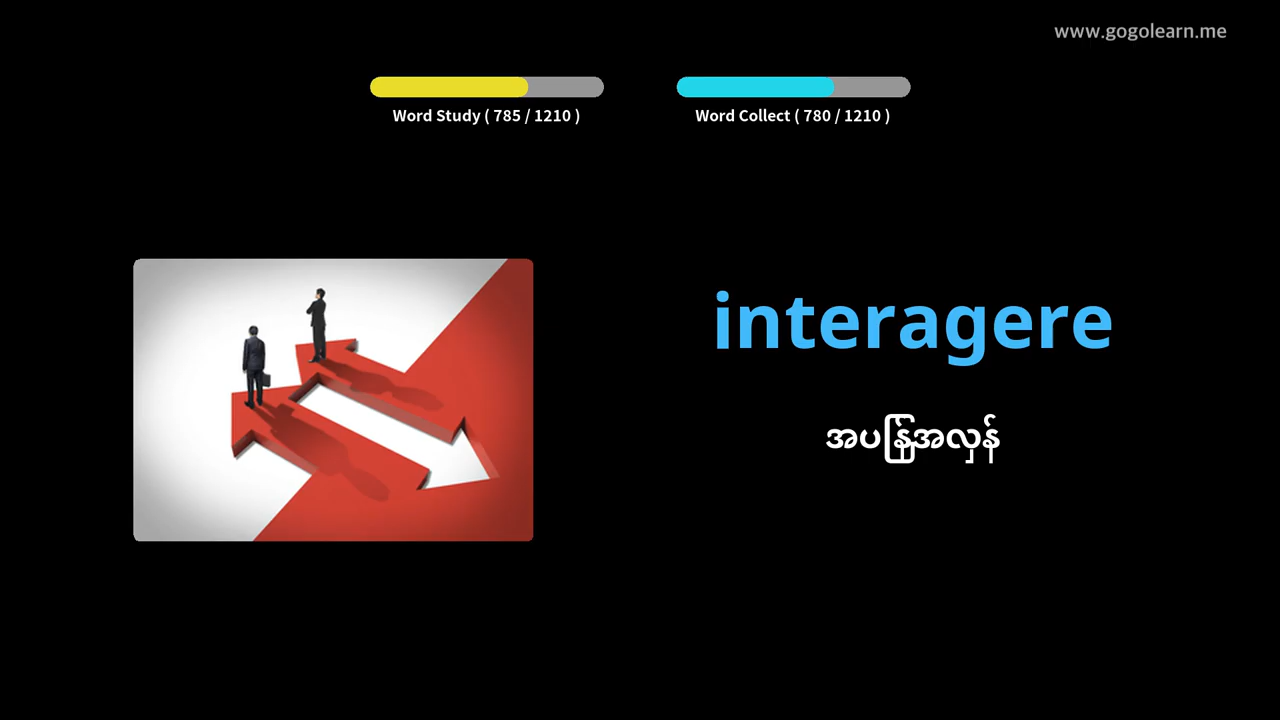 www.gogolearn.me
Word Study ( 785 / 1210 )
Word Collect ( 780 / 1210 )
interagere
အပြန်အလှန်